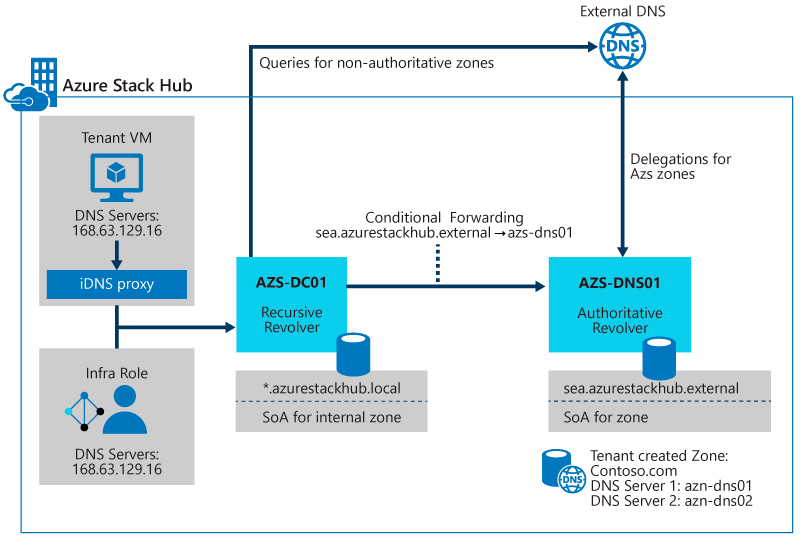 External DNS
DNS
Queries for non-authoritative zones
Azure Stack Hub
Tenant VM
DNS Servers:
168.63.129.16
iDNS proxy
Delegations for
Azs zones
Conditional Forwarding
sea.azurestackhub.external→azs-dns01
AZS-DC01
Recursive
Revolver
AZS-DNS01
Authoritative
Revolver
Infra Role
DNS Servers:
168.63.129.16
*.azurestackhub.local
SoA for internal zone
sea.azurestackhub.external
SoA for zone
DNS
Tenant created Zone:
Contoso.com
DNS Server 1: azn-dns01
DNS Server 2: azn-dns02